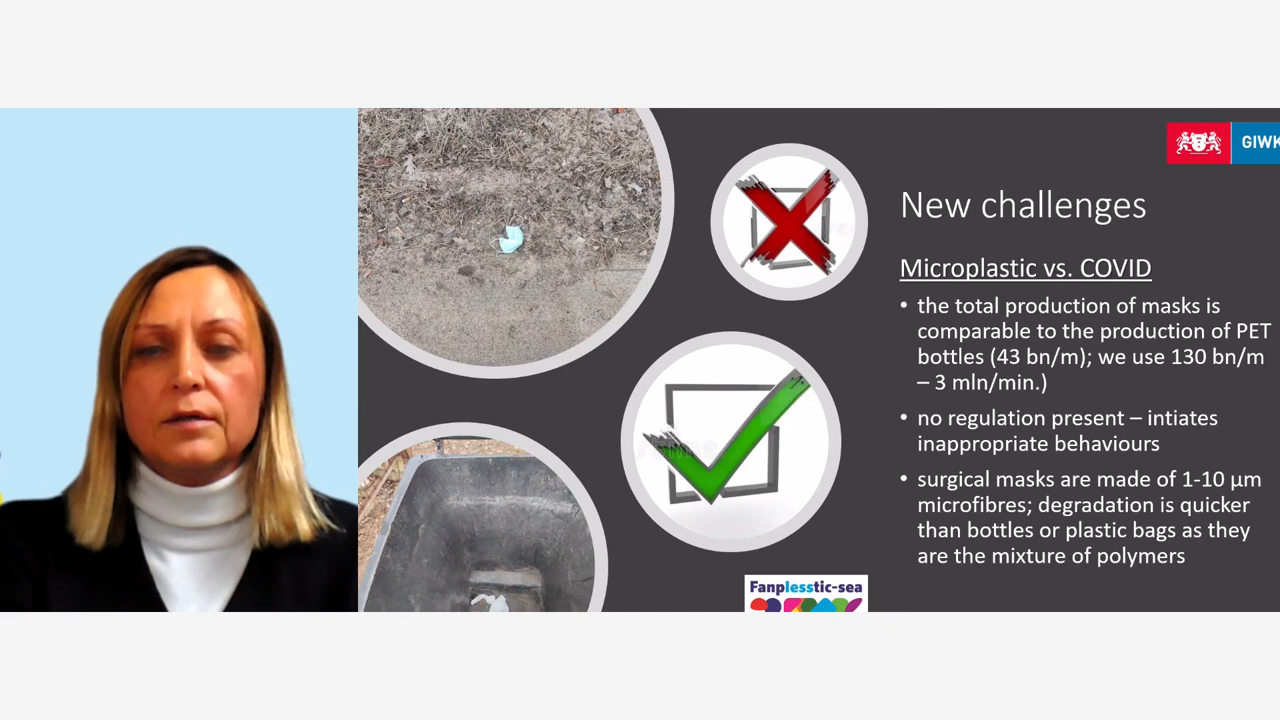 GIWK
New challenges
Microplastic vs. COVID
• the total production of masks is
comparable to the production of PET
bottles (43 bn/m); we use 130 bn/m
– 3 mln/min.)
• no regulation present – intiates
inappropriate behaviours
• surgical masks are made of 1-10 µm
microfibres; degradation is quicker
than bottles or plastic bags as they
are the mixture of polymers
Fanplesstic-sea